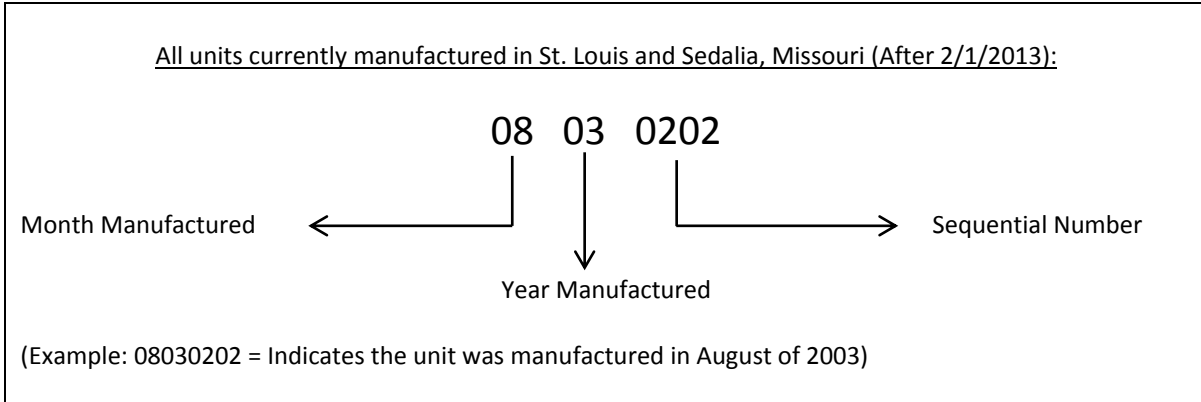 All units currently manufactured in St. Louis and Sedalia, Missouri (After 2/1/2013):
08 03 0202
Month Manufactured
Sequential Number
Year Manufactured
(Example: 08030202 = Indicates the unit was manufactured in August of 2003)